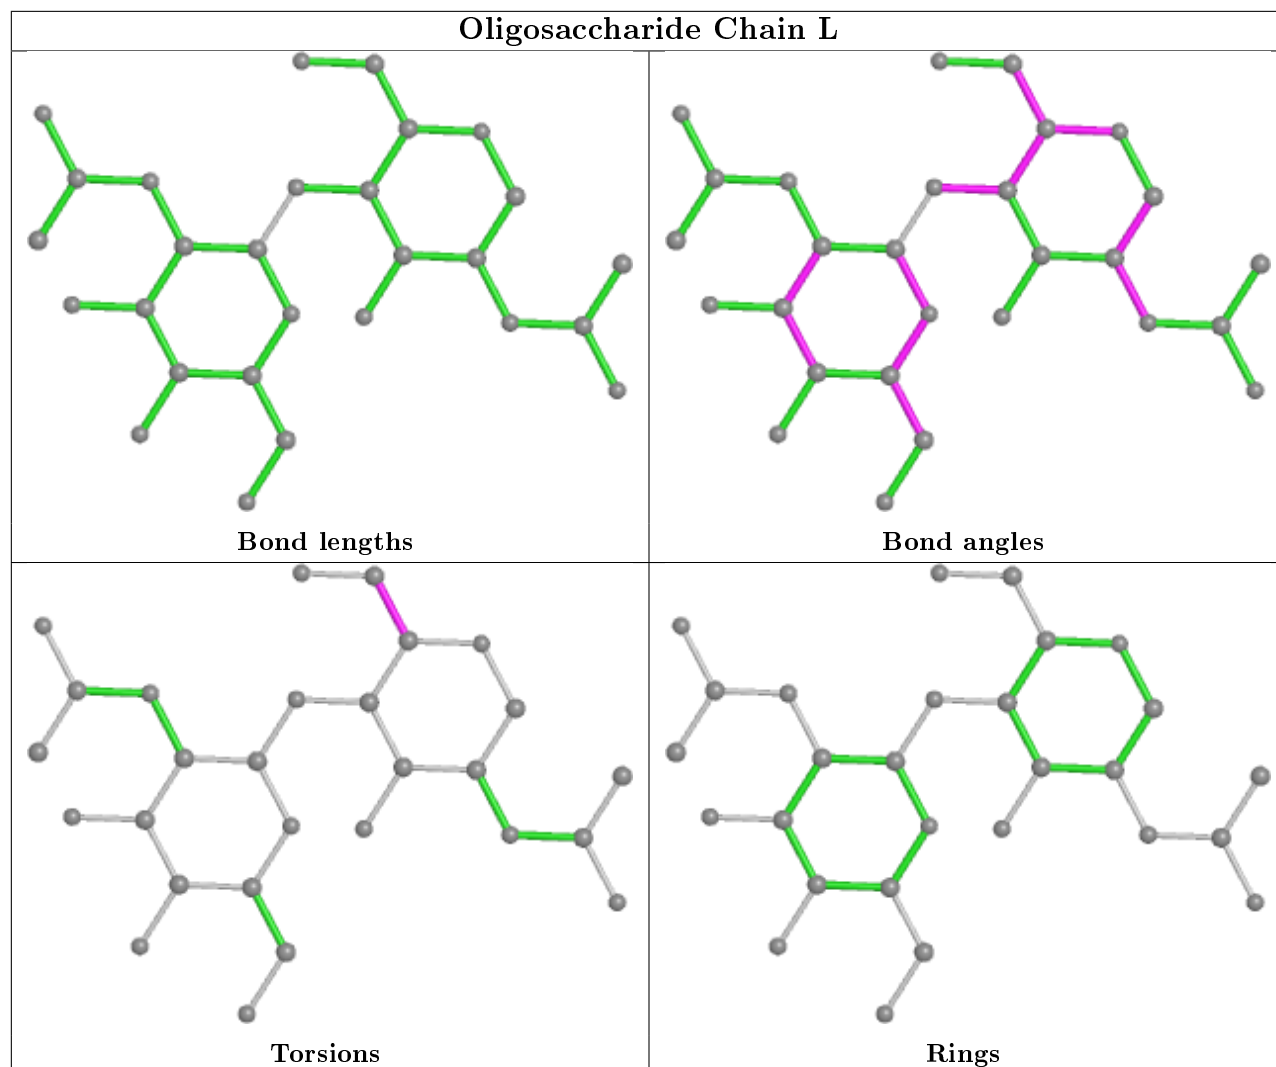 Oligosaccharide Chain L
Bond lengths
Bond angles
Torsions
Rings